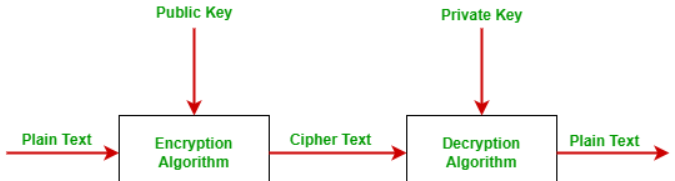 Public Key
Private Key
Plain Text
Encryption
Algorithm
Cipher Text
Decryption
Algorithm
Plain Text